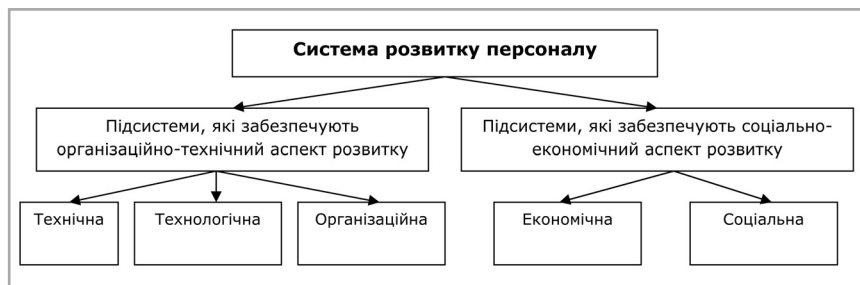 Система розвитку персоналу
Підсистеми, які забезпечують
організаційно-технічний аспект розвитку
Підсистеми, які забезпечують соціально-
економічний аспект розвитку
Технічна
Технологічна
Організаційна
Економічна
Соціальна